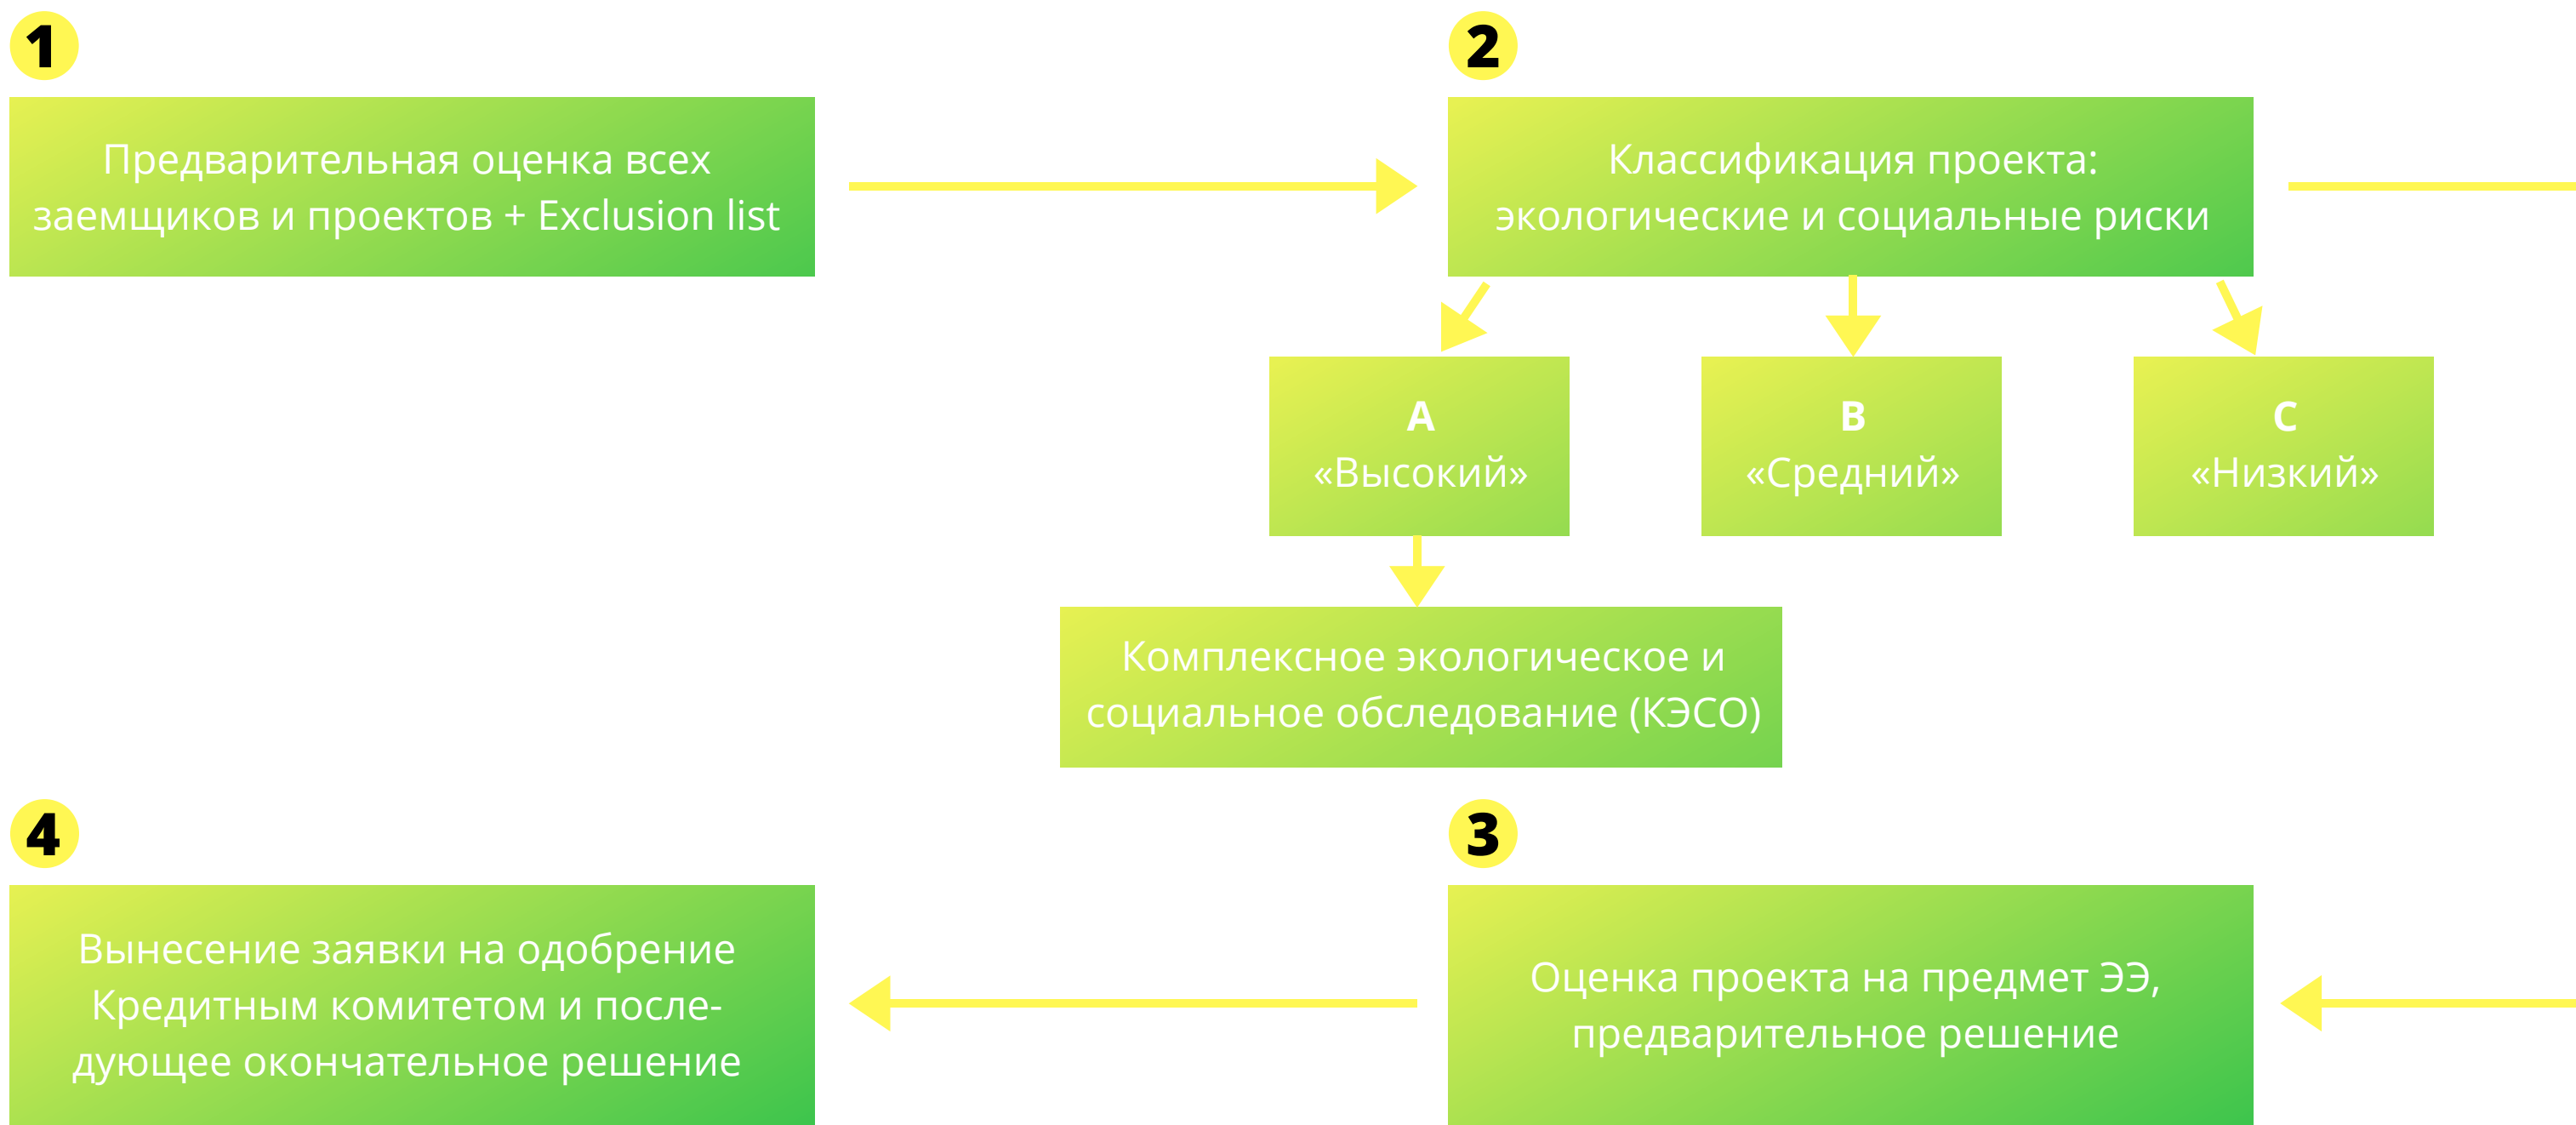 1
Предварительная оценка всех
заемщиков и проектов + Exclusion list
2
Классификация проекта:
экологические и социальные риски
A
«Высокий»
B
«Средний»
C
«Низкий»
Комплексное экологическое и
социальное обследование (КЭСО)
3
Оценка проекта на предмет ЭЭ,
предварительное решение
4
Вынесение заявки на одобрение
Кредитным комитетом и после-
дующее окончательное решение